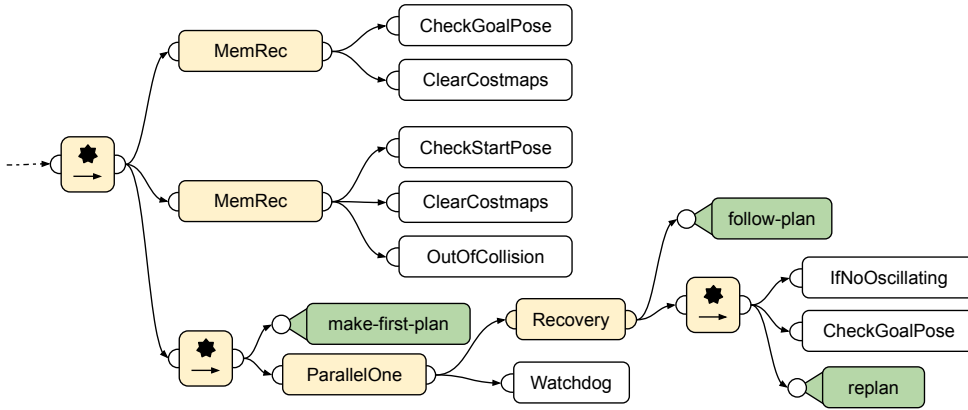 MemRec
CheckGoalPose
ClearCostmaps
MemRec
CheckStartPose
ClearCostmaps
OutOfCollision
make-first-plan
ParallelOne
Recovery
Watchdog
follow-plan
IfNoOscillating
CheckGoalPose
replan